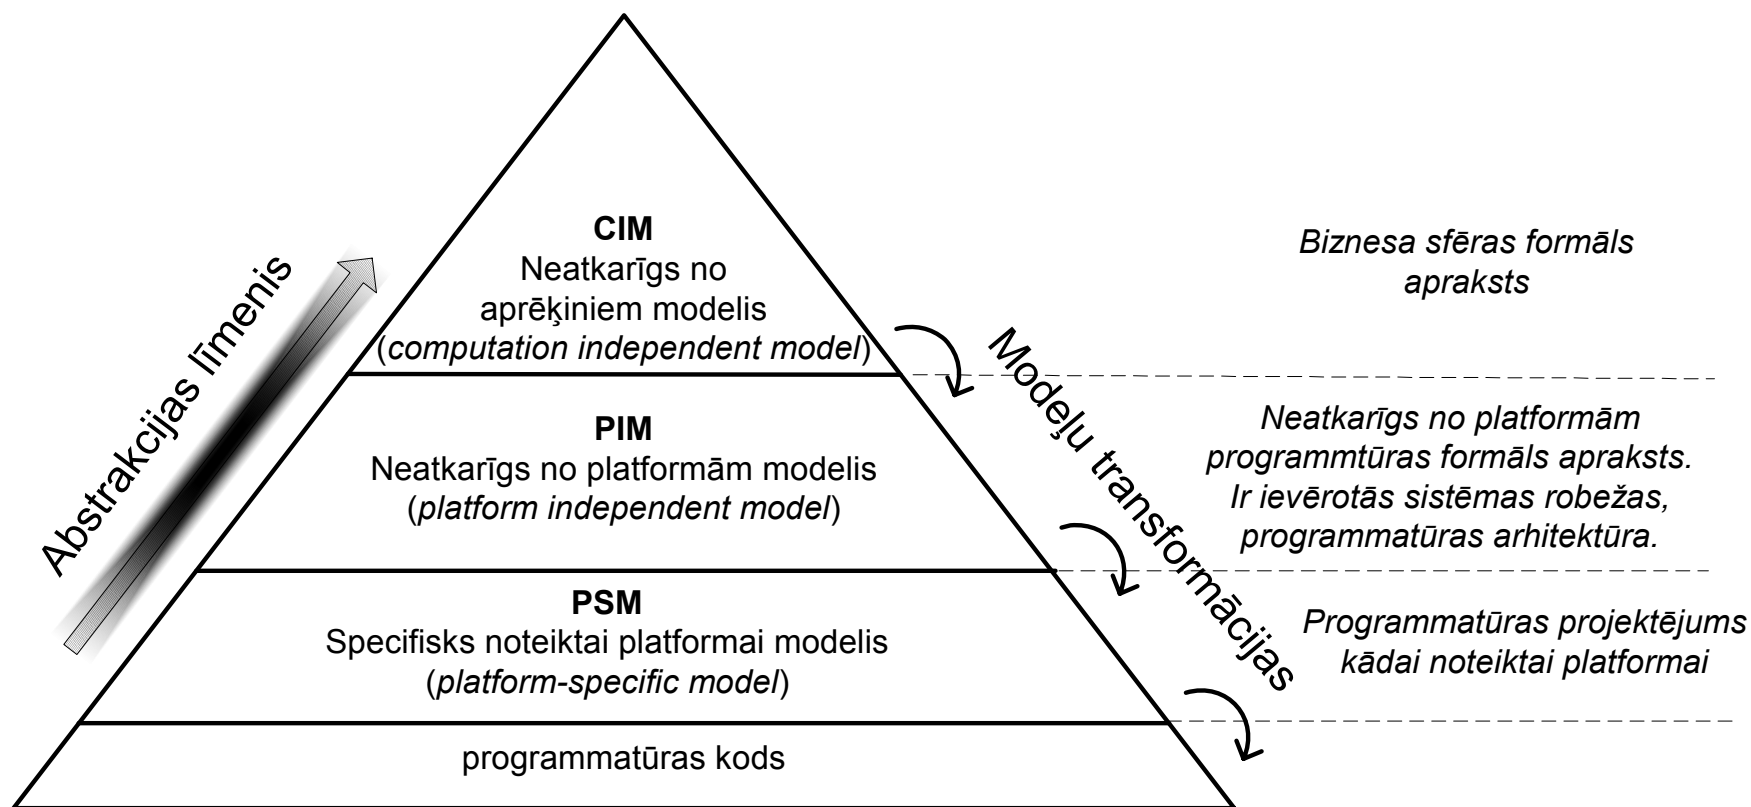 CIM
Neatkarīgs no
aprēķiniem modelis
(computation independent model)
PIM
Neatkarīgs no platformām modelis
(platform independent model)
PSM
Specifisks noteiktai platformai modelis
(platform-specific model)
programmatūras kods
Abstrakcijas līmenis
Modeļu transformācijas
Biznesa sfēras formāls
apraksts
Neatkarīgs no platformām
programmtūras formāls apraksts.
Ir ievērotās sistēmas robežas,
programmatūras arhitektūra.
Programmatūras projektējums
kādai noteiktai platformai